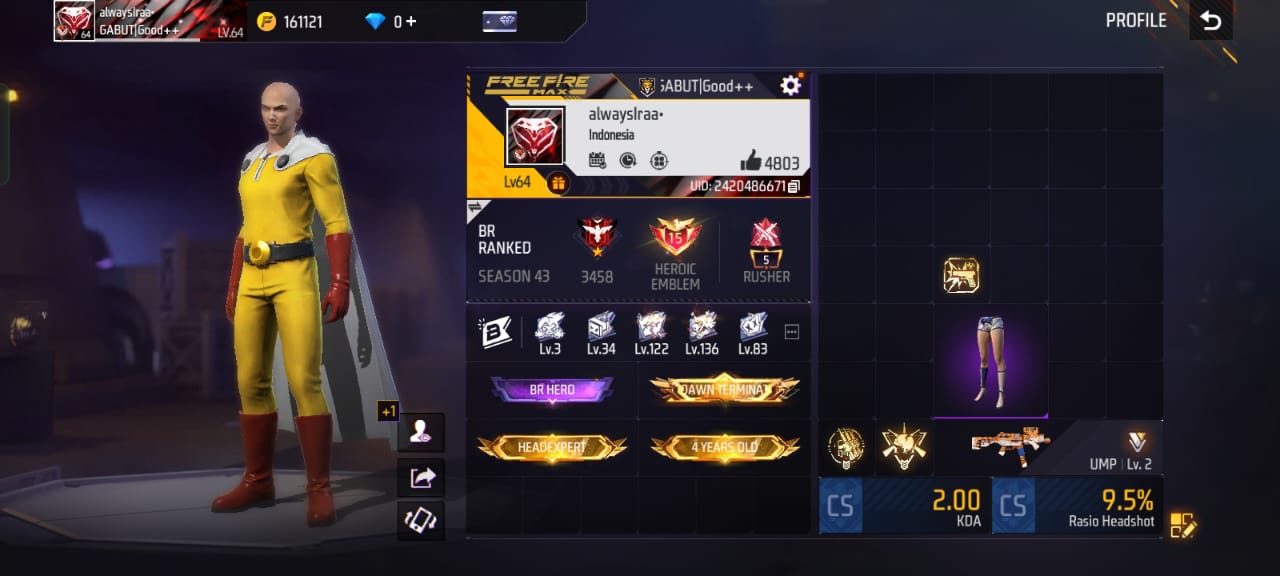 alwaysIraa•
GABUT|Good++
64
LV.64
161121
0 +
PROFILE
FREE FIRE
MAX
GABUT|Good++
alwaysIraa•
Indonesia
4803
Lv64
UID: 2420486671
BR
RANKED
SEASON 43
3458
15
HEROIC
EMBLEM
5
RUSHER
Lv.3
Lv.34
Lv.122
Lv.136
Lv.83
BR HERO
DAWN TERMINAT
HEADEXPERT
4 YEARS OLD
+1
UMP | Lv. 2
CS
2.00
KDA
CS
9.5%
Rasio Headshot